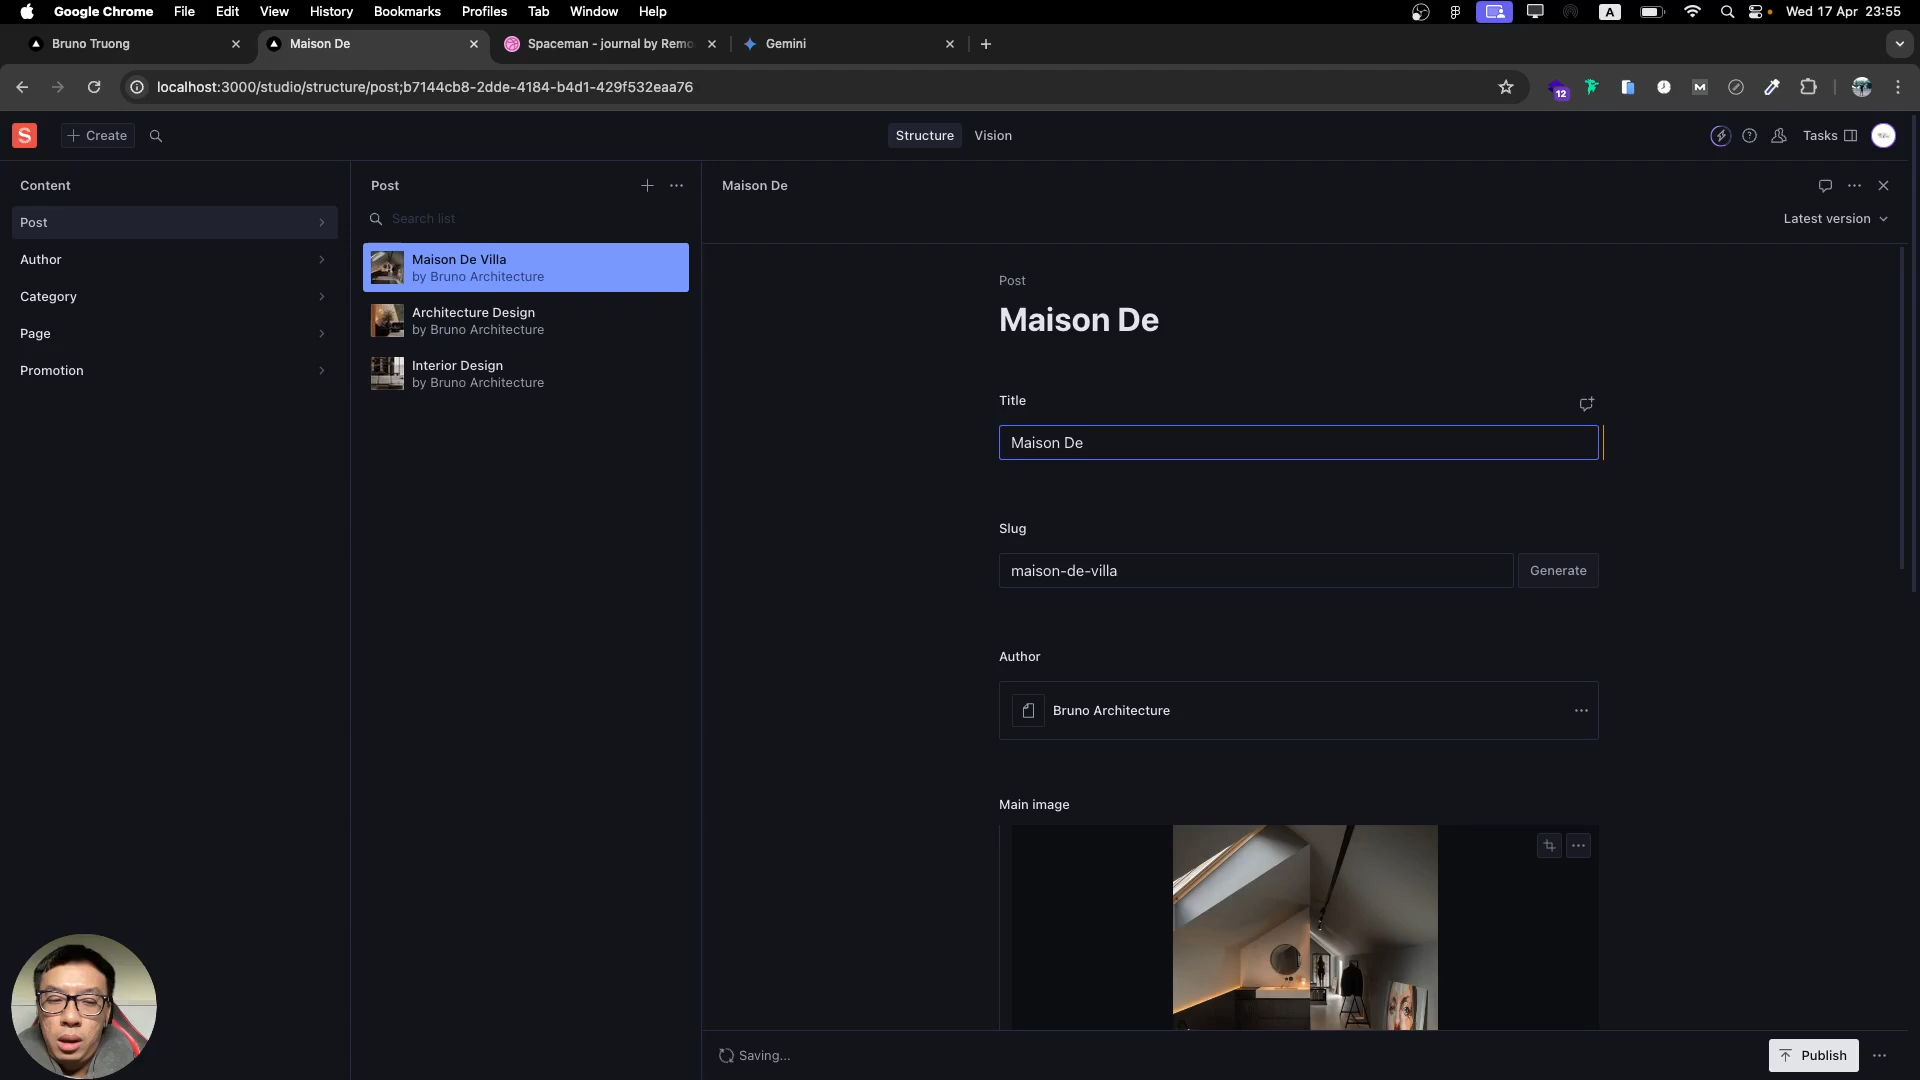 Google Chrome File Edit View History Bookmarks Profiles Tab Window Help A Wed 17 Apr 23:55
Bruno Truong Maison De Spaceman - journal by Remo Gemini
localhost:3000/studio/structure/post;b7144cb8-2dde-4184-b4d1-429f532eaa76 12 M
S Create Structure Vision Tasks
Content
Post
Author
Category
Page
Promotion
Post
Search list
Maison De Villa
by Bruno Architecture
Architecture Design
by Bruno Architecture
Interior Design
by Bruno Architecture
Maison De
Latest version
Post
Maison De
Title
Maison De
Slug
maison-de-villa Generate
Author
Bruno Architecture
Main image
Saving... Publish